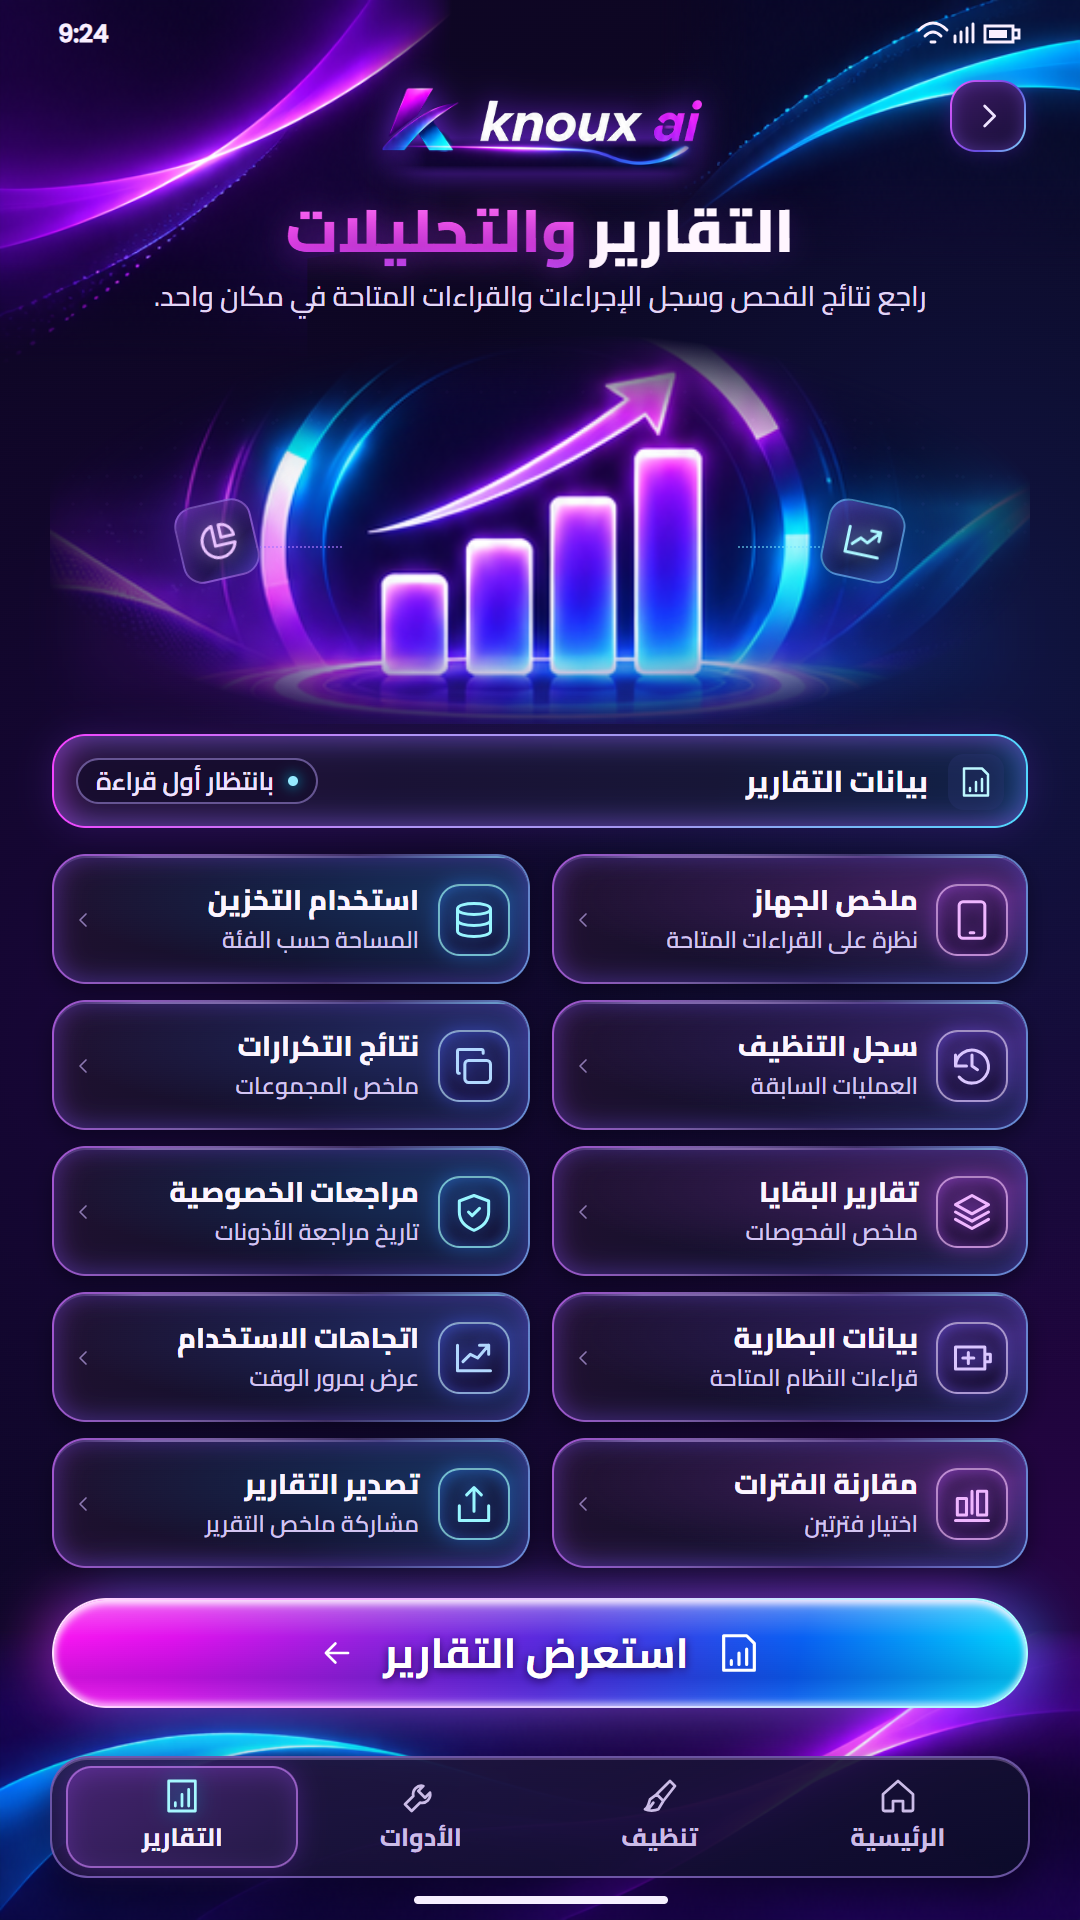 9:24
knoux ai
التقارير والتحليلات
راجع نتائج الفحص وسجل الإجراءات والقراءات المتاحة في مكان واحد.
بيانات التقارير
بانتظار أول قراءة
ملخص الجهاز
نظرة على القراءات المتاحة
استخدام التخزين
المساحة حسب الفئة
سجل التنظيف
العمليات السابقة
نتائج التكرارات
ملخص المجموعات
تقارير البقايا
ملخص الفحوصات
مراجعات الخصوصية
تاريخ مراجعة الأذونات
بيانات البطارية
قراءات النظام المتاحة
اتجاهات الاستخدام
عرض بمرور الوقت
مقارنة الفترات
اختيار فترتين
تصدير التقارير
مشاركة ملخص التقرير
استعرض التقارير
الرئيسية
تنظيف
الأدوات
التقارير